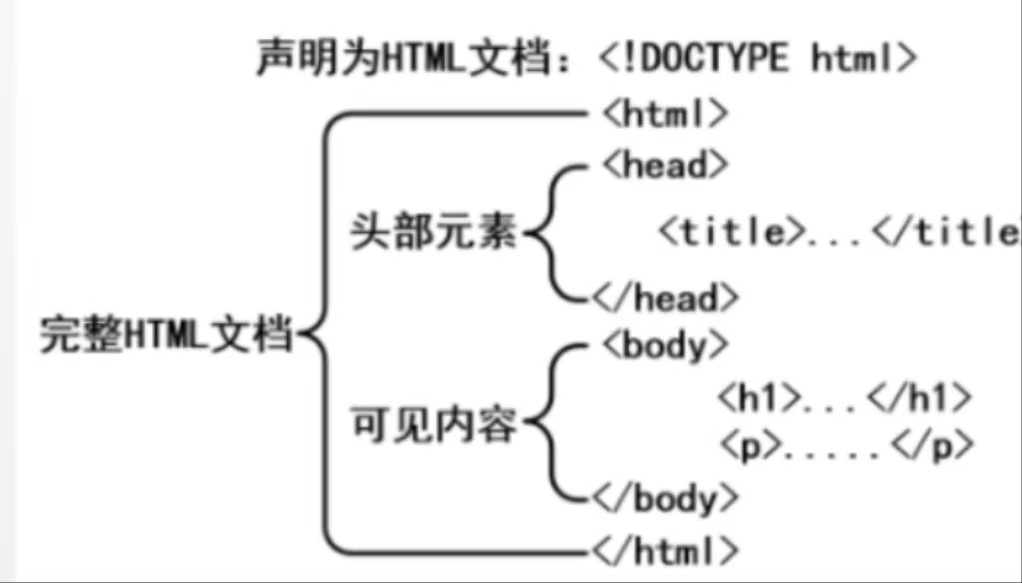 声明为HTML文档：<!DOCTYPE html>
<html>
<head>
头部元素 <title>...</title
</head>
完整HTML文档
<body>
<h1>...</h1>
可见内容
<p>.....</p>
</body>
</html>